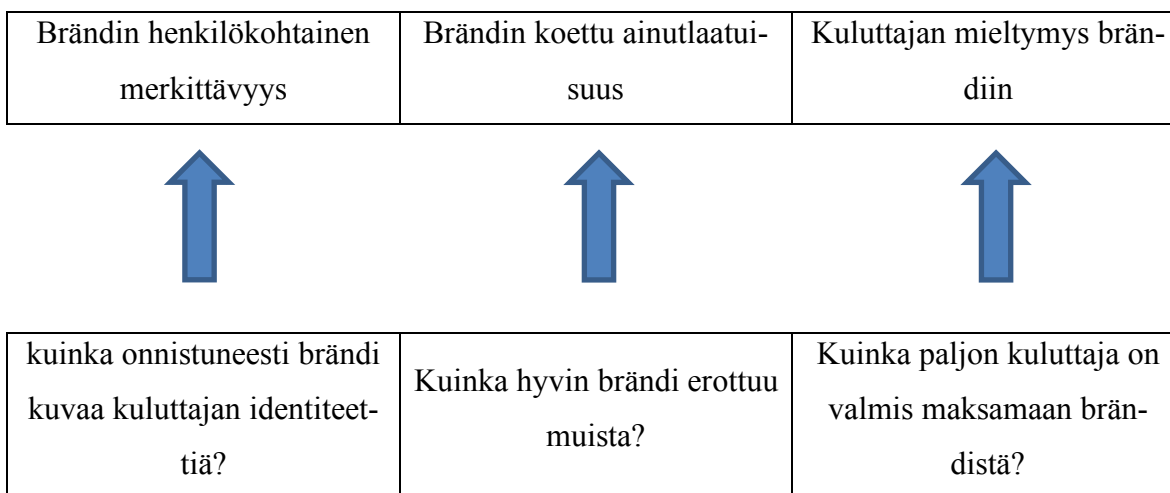 Brändin henkilökohtainen
merkittävyys
Brändin koettu ainutlaatui-
suus
Kuluttajan mieltymys brän-
diin
kuinka onnistuneesti brändi
kuvaa kuluttajan identiteet-
tiä?
Kuinka hyvin brändi erottuu
muista?
Kuinka paljon kuluttaja on
valmis maksamaan brän-
distä?